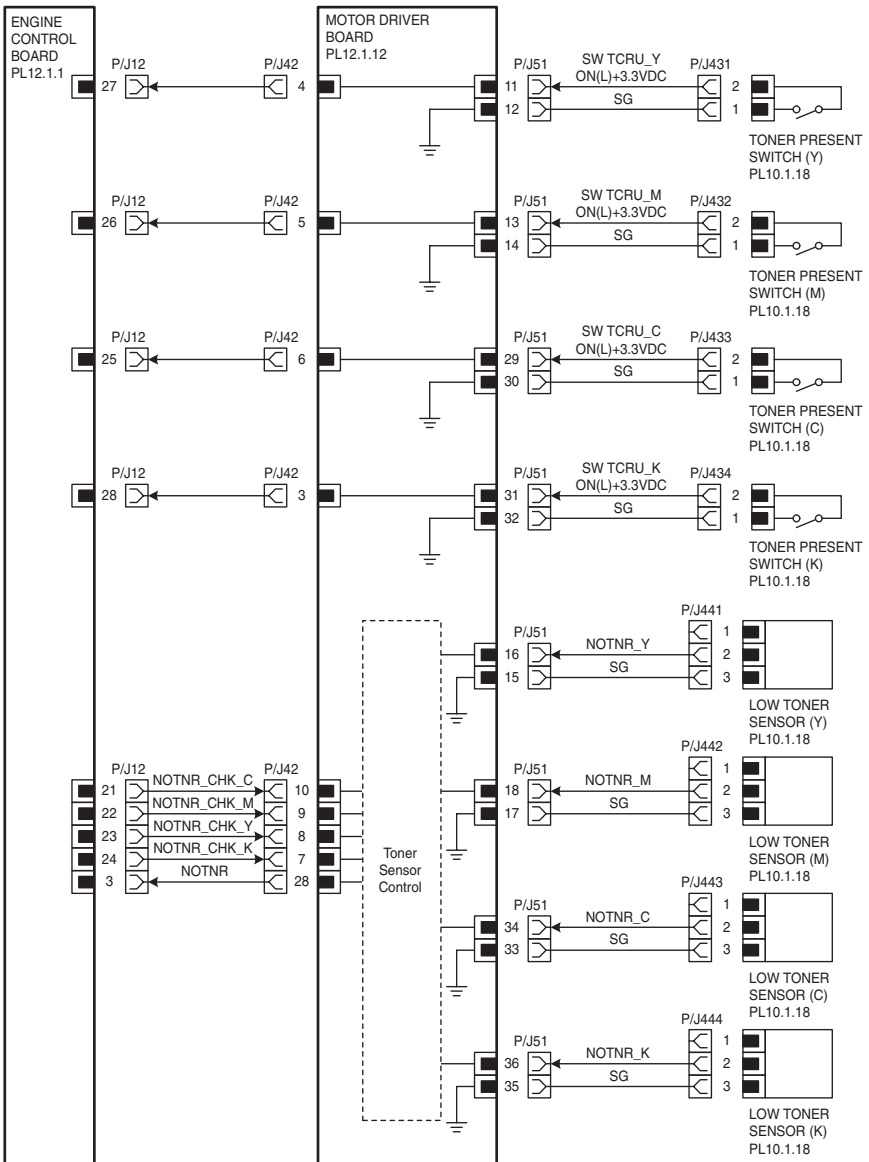 ENGINE
CONTROL
BOARD
PL12.1.1
MOTOR DRIVER
BOARD
PL12.1.12
P/J12
P/J42
P/J51
SW TCRU_Y
ON(L)+3.3VDC
P/J431
27
4
11
2
12
SG
1
TONER PRESENT
SWITCH (Y)
PL10.1.18
P/J12
P/J42
P/J51
SW TCRU_M
ON(L)+3.3VDC
P/J432
26
5
13
2
14
SG
1
TONER PRESENT
SWITCH (M)
PL10.1.18
P/J12
P/J42
P/J51
SW TCRU_C
ON(L)+3.3VDC
P/J433
25
6
29
2
30
SG
1
TONER PRESENT
SWITCH (C)
PL10.1.18
P/J12
P/J42
P/J51
SW TCRU_K
ON(L)+3.3VDC
P/J434
28
3
31
2
32
SG
1
TONER PRESENT
SWITCH (K)
PL10.1.18
P/J441
1
P/J51
16
NOTNR_Y
2
15
SG
3
LOW TONER
SENSOR (Y)
PL10.1.18
P/J442
1
P/J51
18
NOTNR_M
2
17
SG
3
LOW TONER
SENSOR (M)
PL10.1.18
P/J12
P/J42
21
NOTNR_CHK_C
10
22
NOTNR_CHK_M
9
23
NOTNR_CHK_Y
8
24
NOTNR_CHK_K
7
3
NOTNR
28
Toner
Sensor
Control
P/J443
1
P/J51
34
NOTNR_C
2
33
SG
3
LOW TONER
SENSOR (C)
PL10.1.18
P/J444
1
P/J51
36
NOTNR_K
2
35
SG
3
LOW TONER
SENSOR (K)
PL10.1.18